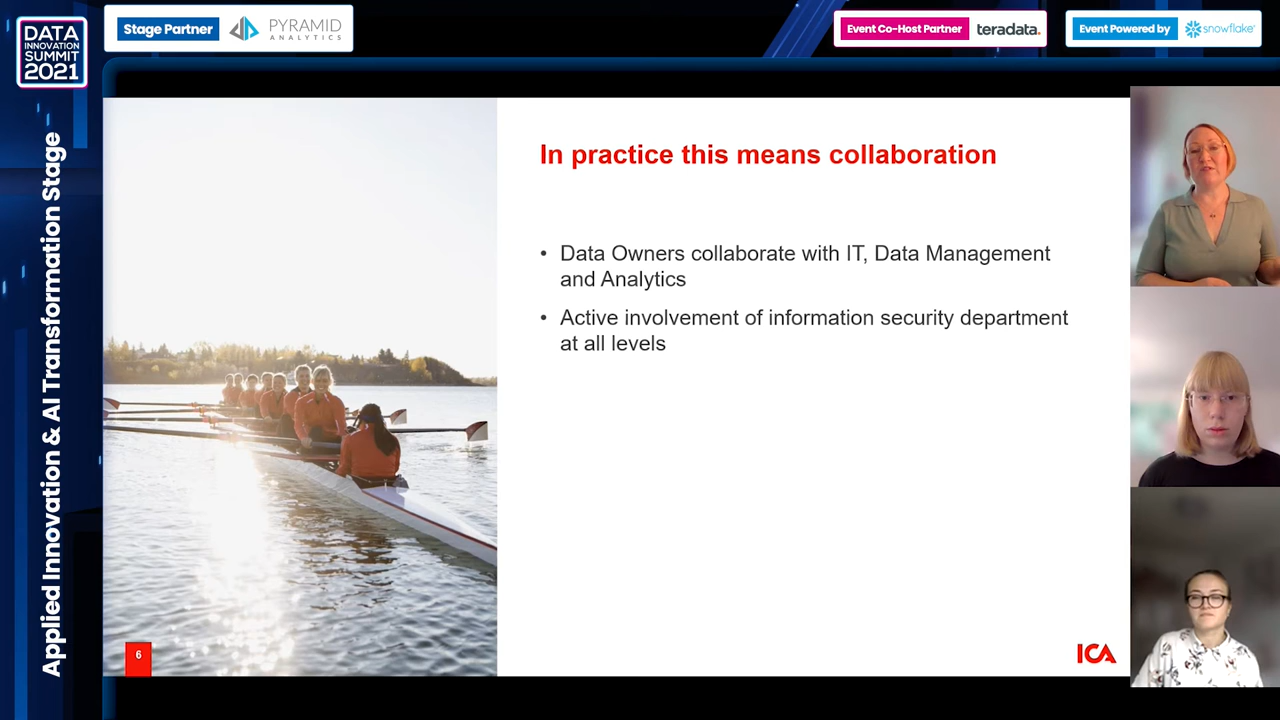 DATA
INNOVATION
SUMMIT
2021
Stage Partner
PYRAMID
ANALYTICS
Event Co-Host Partner
teradata.
Event Powered by
snowflake
Applied Innovation & AI Transformation Stage
In practice this means collaboration
• Data Owners collaborate with IT, Data Management
and Analytics
• Active involvement of information security department
at all levels
6
ICA